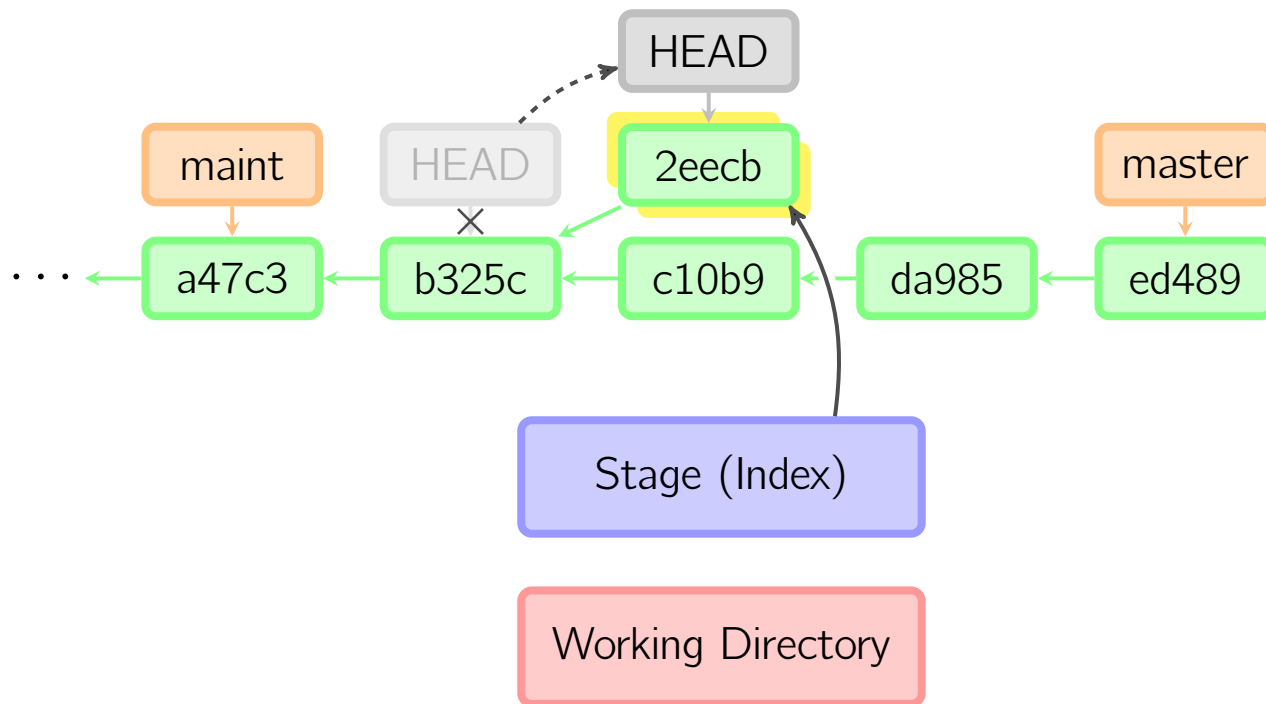 HEAD
maint
HEAD
2eecb
master
...
a47c3
b325c
c10b9
da985
ed489
Stage (Index)
Working Directory